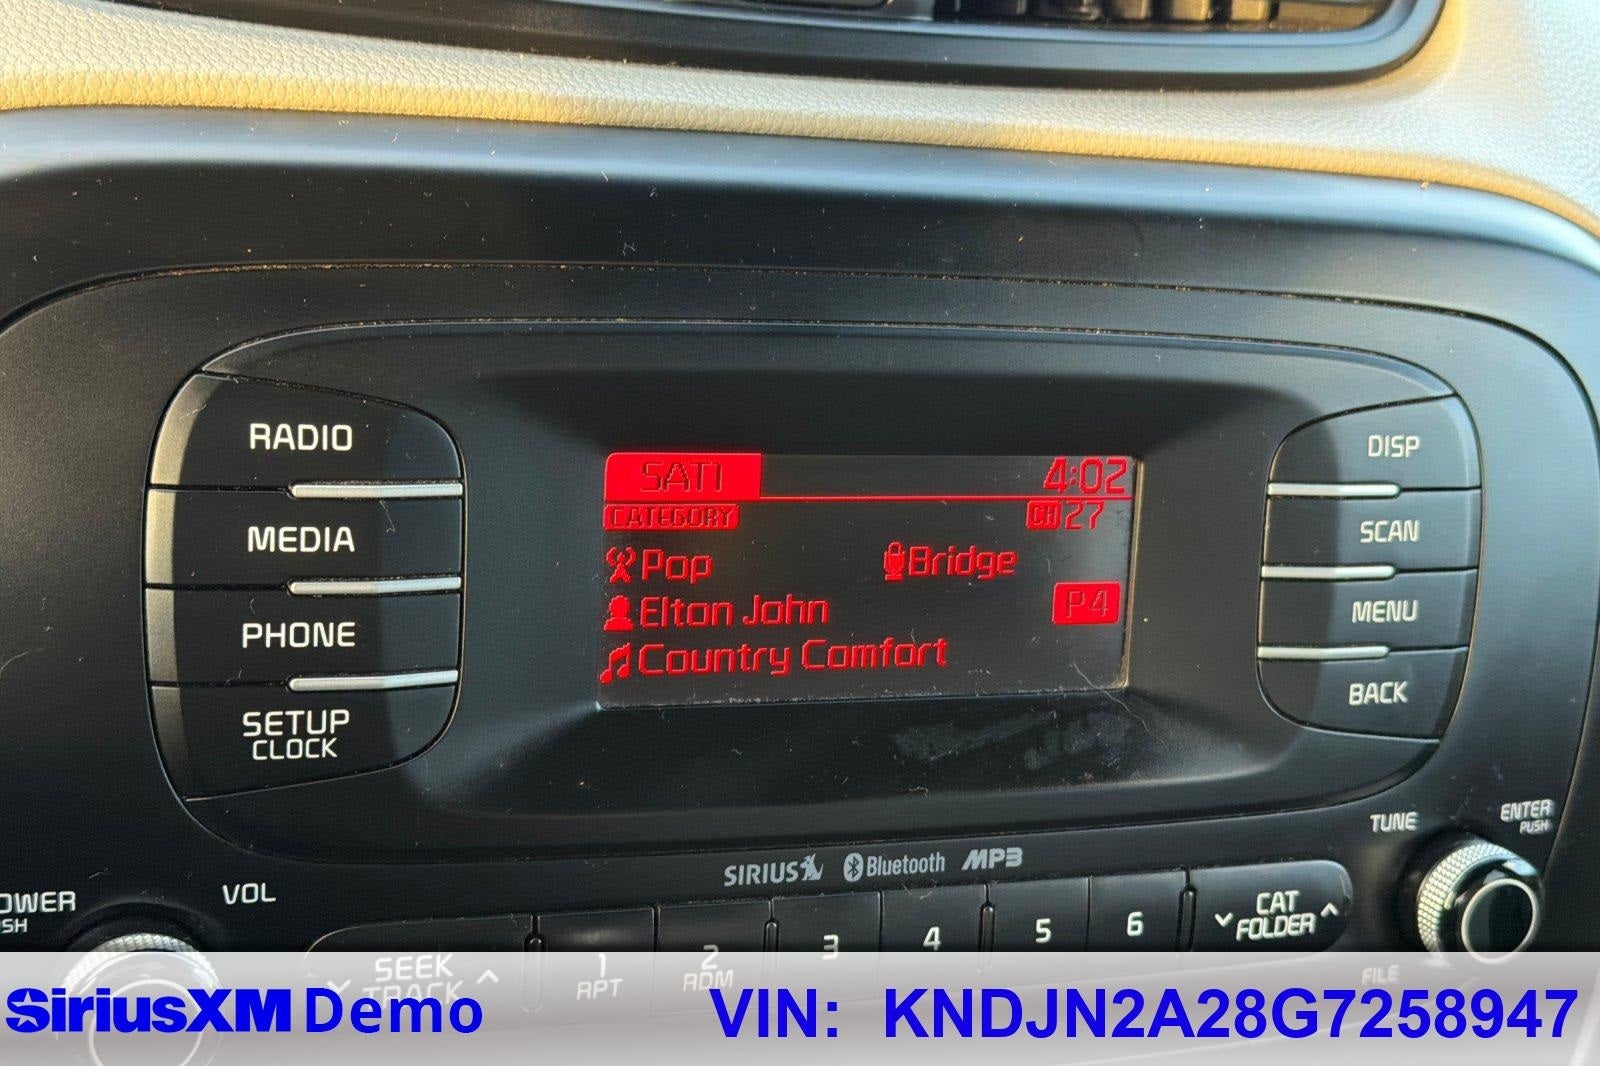 RADIO
MEDIA
PHONE
SETUP
CLOCK
SAT1 4:02
CATEGORY CH 27
Pop Bridge
Elton John P4
Country Comfort
DISP
SCAN
MENU
BACK
TUNE
ENTER
PUSH
SIRIUS Bluetooth MP3
VOL
SEEK
TRACK
1
RPT
2
RDM
3
4
5
6
CAT
FOLDER
FILE
SiriusXM Demo VIN: KNDJN2A28G7258947